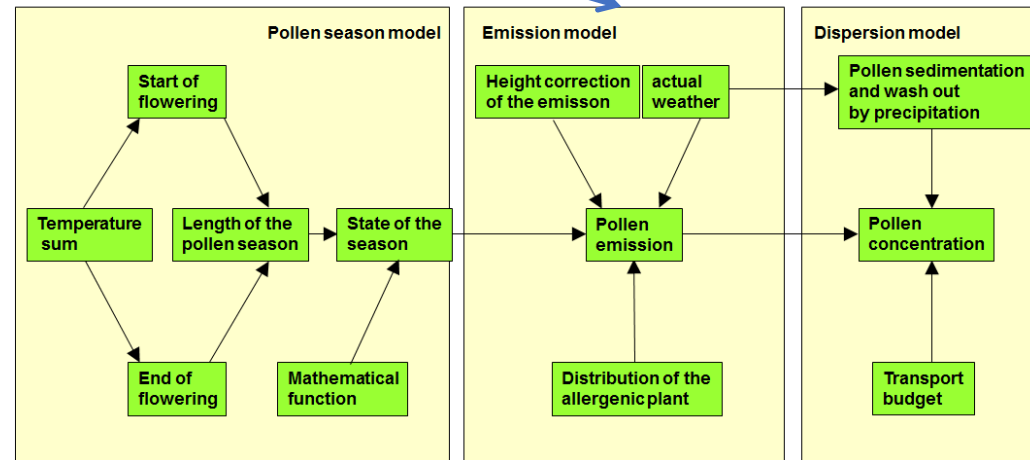 Pollen season model
Start of
flowering
Temperature
sum
Length of the
pollen season
State of the
season
End of
flowering
Mathematical
function
Emission model
Height correction
of the emisson
actual
weather
Pollen
emission
Distribution of the
allergenic plant
Dispersion model
Pollen sedimentation
and wash out
by precipitation
Pollen
concentration
Transport
budget